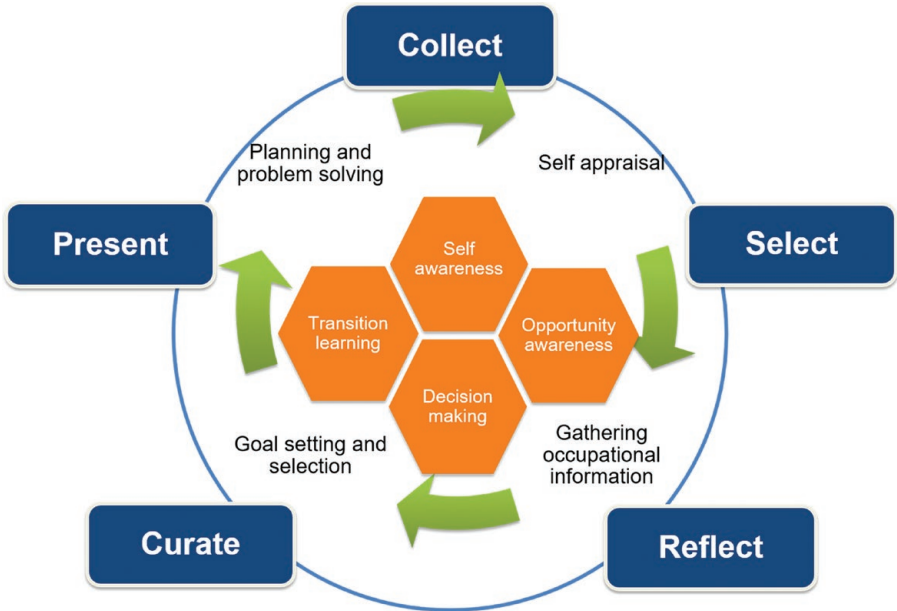 Collect
Planning and
problem solving
Self appraisal
Present
Select
Self
awareness
Transition
learning
Opportunity
awareness
Decision
making
Goal setting and
selection
Gathering
occupational
information
Curate
Reflect